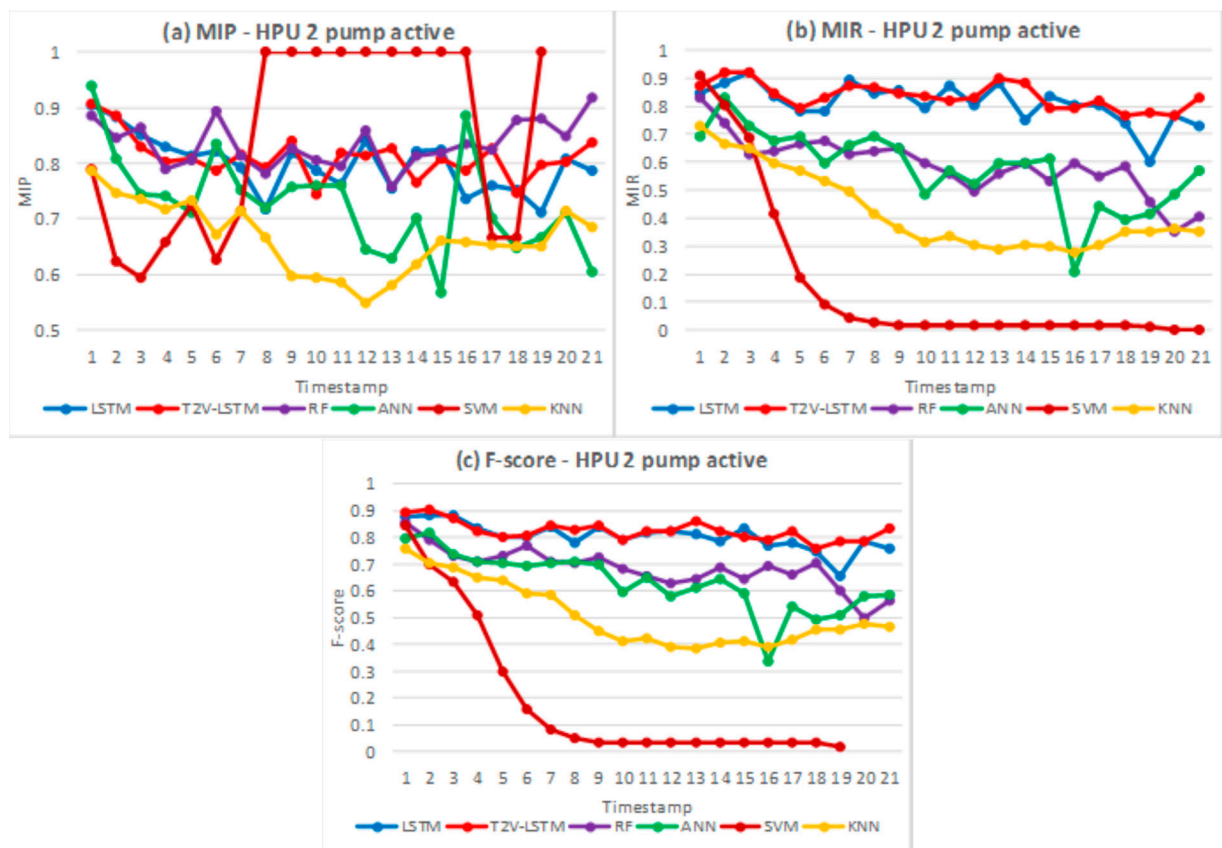 (a) MIP - HPU 2 pump active
1
0.9
0.8
0.7
0.6
0.5
MIP
1 2 3 4 5 6 7 8 9 10 11 12 13 14 15 16 17 18 19 20 21
Timestamp
LSTM T2V-LSTM RF ANN SVM KNN
(b) MIR - HPU 2 pump active
1
0.9
0.8
0.7
0.6
0.5
0.4
0.3
0.2
0.1
0
MIR
1 2 3 4 5 6 7 8 9 10 11 12 13 14 15 16 17 18 19 20 21
Timestamp
LSTM T2V-LSTM RF ANN SVM KNN
(c) F-score - HPU 2 pump active
1
0.9
0.8
0.7
0.6
0.5
0.4
0.3
0.2
0.1
0
F-score
1 2 3 4 5 6 7 8 9 10 11 12 13 14 15 16 17 18 19 20 21
Timestamp
LSTM T2V-LSTM RF ANN SVM KNN